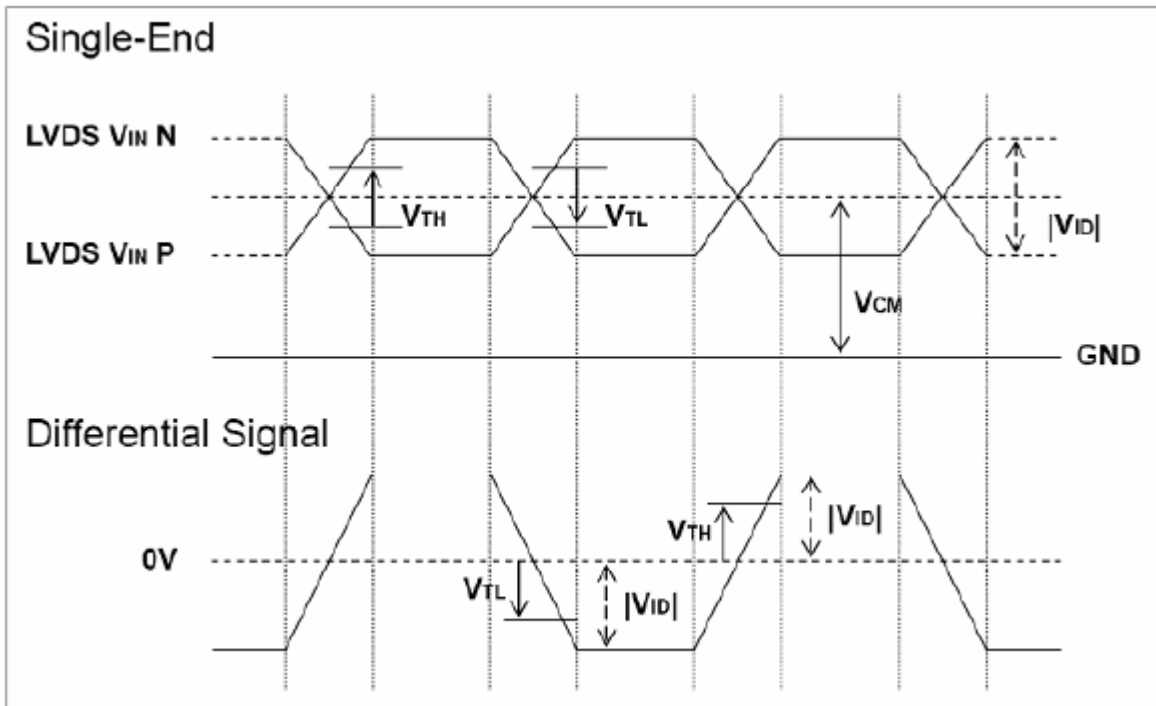 Single-End
LVDS VIN N
VTH
VTL
|VID|
LVDS VIN P
VCM
GND
Differential Signal
VTH
|VID|
0V
VTL
|VID|